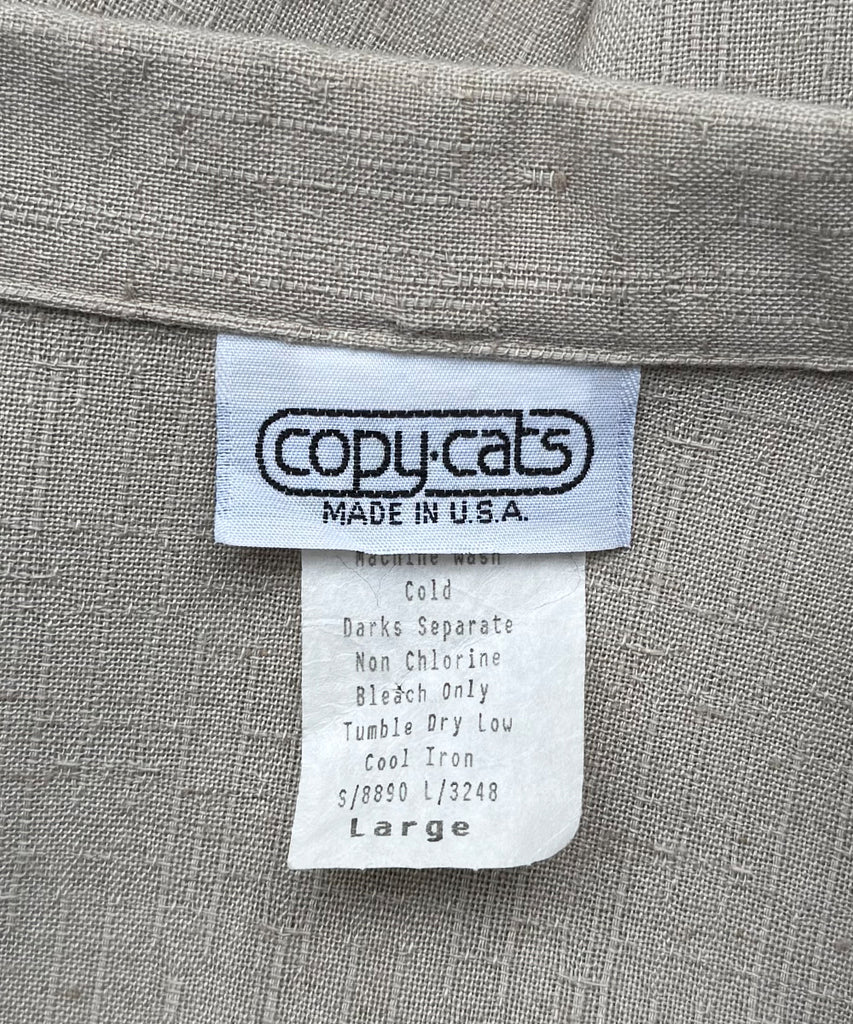 copy·cats
MADE IN U.S.A.
Machine Wash
Cold
Darks Separate
Non Chlorine
Bleach Only
Tumble Dry Low
Cool Iron
S/8890 L/3248
Large